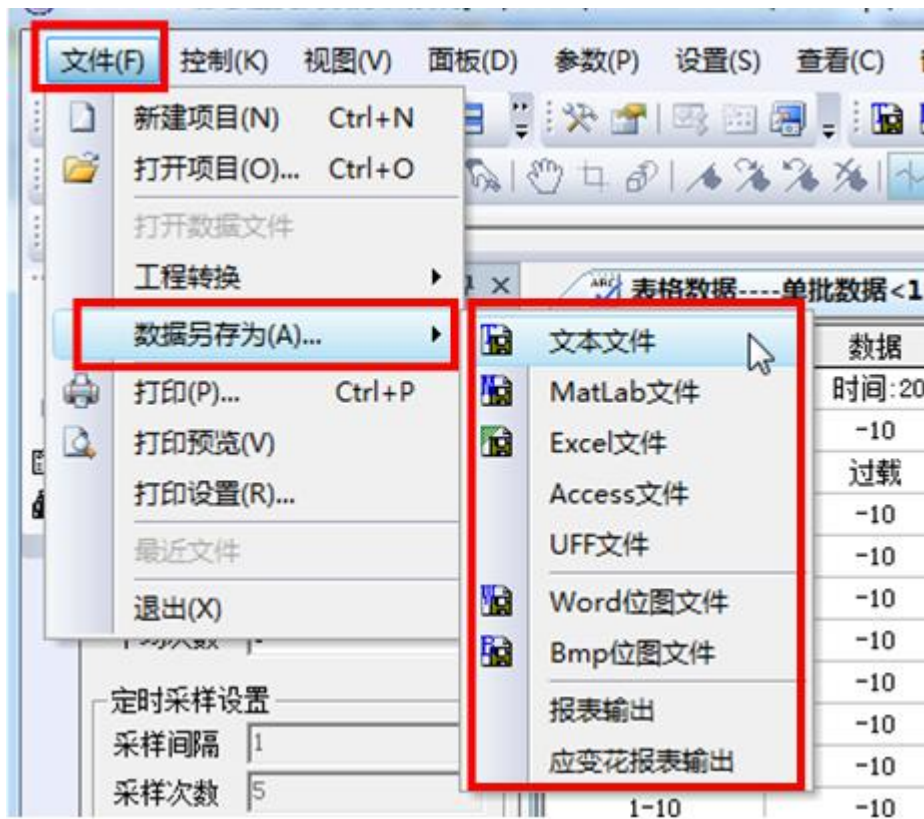 文件(F) 控制(K) 视图(V) 面板(D) 参数(P) 设置(S) 查看(C)
新建项目(N) Ctrl+N
打开项目(O)... Ctrl+O
打开数据文件
工程转换
数据另存为(A)...
打印(P)... Ctrl+P
打印预览(V)
打印设置(R)...
最近文件
退出(X)
表格数据----单批数据<1
文本文件
MatLab文件
Excel文件
Access文件
UFF文件
Word位图文件
Bmp位图文件
报表输出
应变花报表输出
数据
时间:20
-10
过载
-10
-10
-10
-10
-10
-10
-10
1-10 -10
定时采样设置
采样间隔 1
采样次数 5